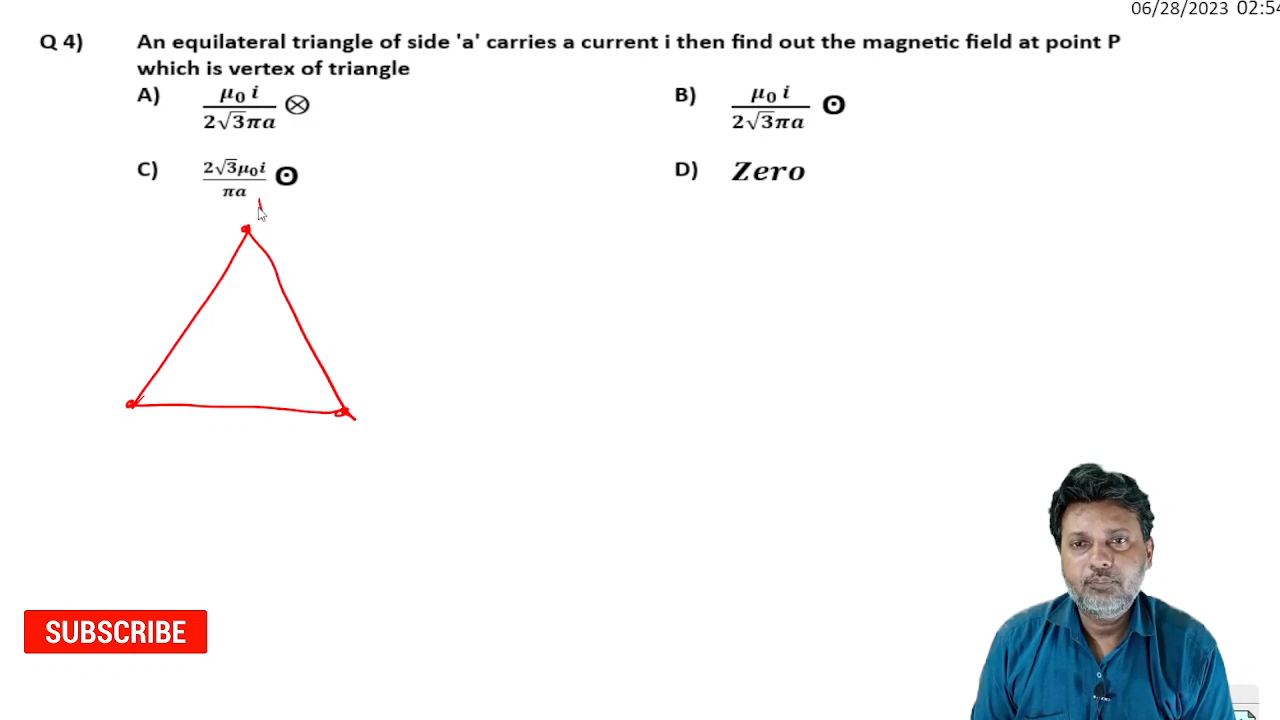 06/28/2023 02:54
Q 4) An equilateral triangle of side 'a' carries a current i then find out the magnetic field at point P
which is vertex of triangle
A) μ₀ i / 2√3πa ⊗ B) μ₀ i / 2√3πa ⊙
C) 2√3μ₀i / πa ⊙ D) Zero
SUBSCRIBE